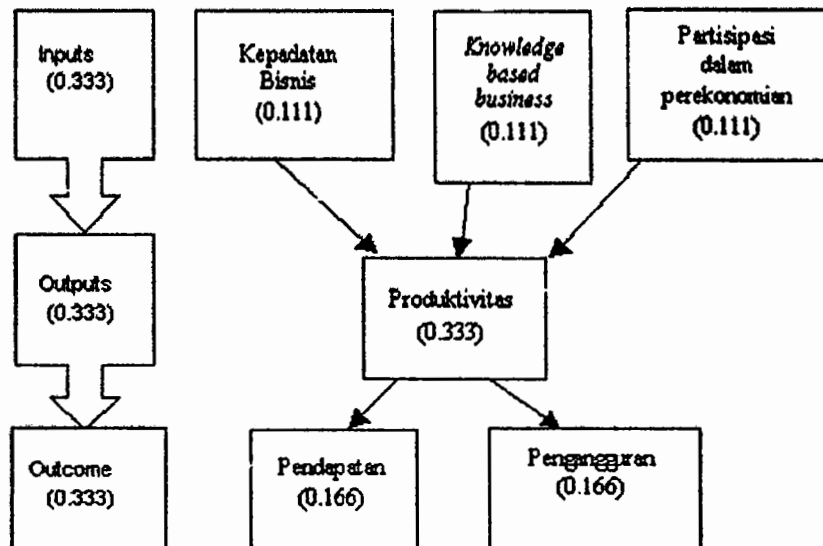 Inputs
(0.333)
Kepadatan
Bisnis
(0.111)
Knowledge
based
business
(0.111)
Partisipasi
dalam
perekonomian
(0.111)
Outputs
(0.333)
Produktivitas
(0.333)
Outcome
(0.333)
Pendapatan
(0.166)
Pengangguran
(0.166)